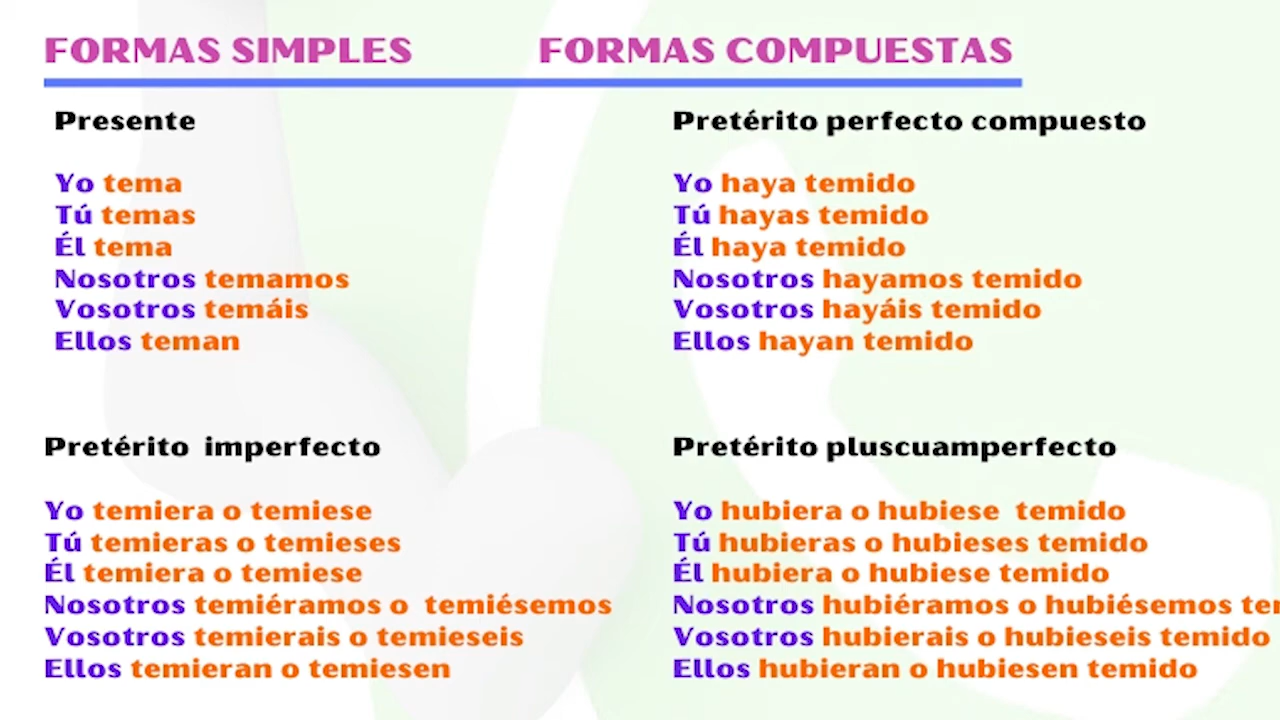 FORMAS SIMPLES
FORMAS COMPUESTAS
Presente
Yo tema
Tú temas
Él tema
Nosotros temamos
Vosotros temáis
Ellos teman
Pretérito perfecto compuesto
Yo haya temido
Tú hayas temido
Él haya temido
Nosotros hayamos temido
Vosotros hayáis temido
Ellos hayan temido
Pretérito imperfecto
Yo temiera o temiese
Tú temieras o temieses
Él temiera o temiese
Nosotros temiéramos o temiésemos
Vosotros temierais o temieseis
Ellos temieran o temiesen
Pretérito pluscuamperfecto
Yo hubiera o hubiese temido
Tú hubieras o hubieses temido
Él hubiera o hubiese temido
Nosotros hubiéramos o hubiésemos
Vosotros hubierais o hubieseis temido
Ellos hubieran o hubiesen temido